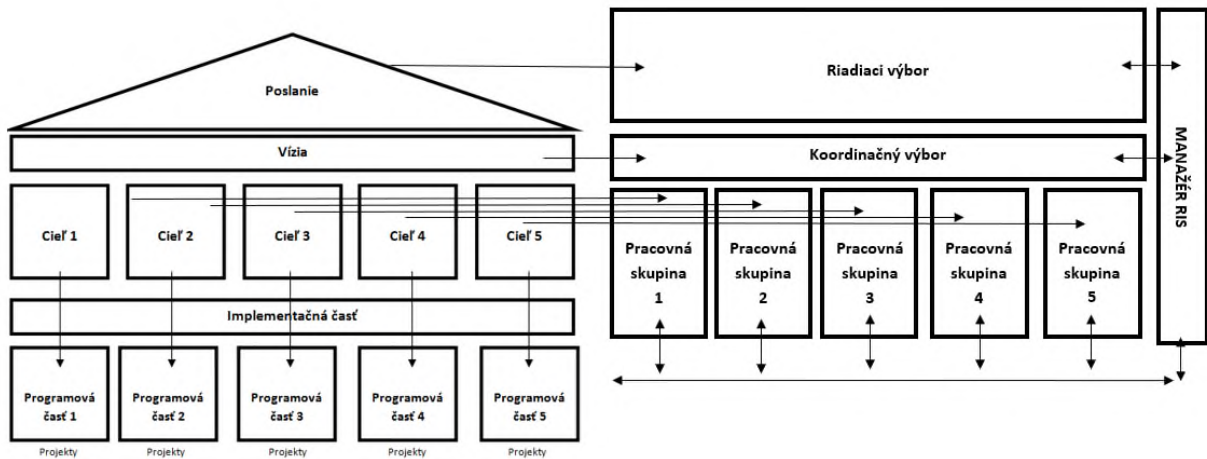 Poslanie
Vízia
Cieľ 1
Cieľ 2
Cieľ 3
Cieľ 4
Cieľ 5
Implementačná časť
Programová
časť 1
Programová
časť 2
Programová
časť 3
Programová
časť 4
Programová
časť 5
Projekty
Projekty
Projekty
Projekty
Projekty
Riadiaci výbor
Koordinačný výbor
Pracovná
skupina
1
Pracovná
skupina
2
Pracovná
skupina
3
Pracovná
skupina
4
Pracovná
skupina
5
MANAŽÉR RIS